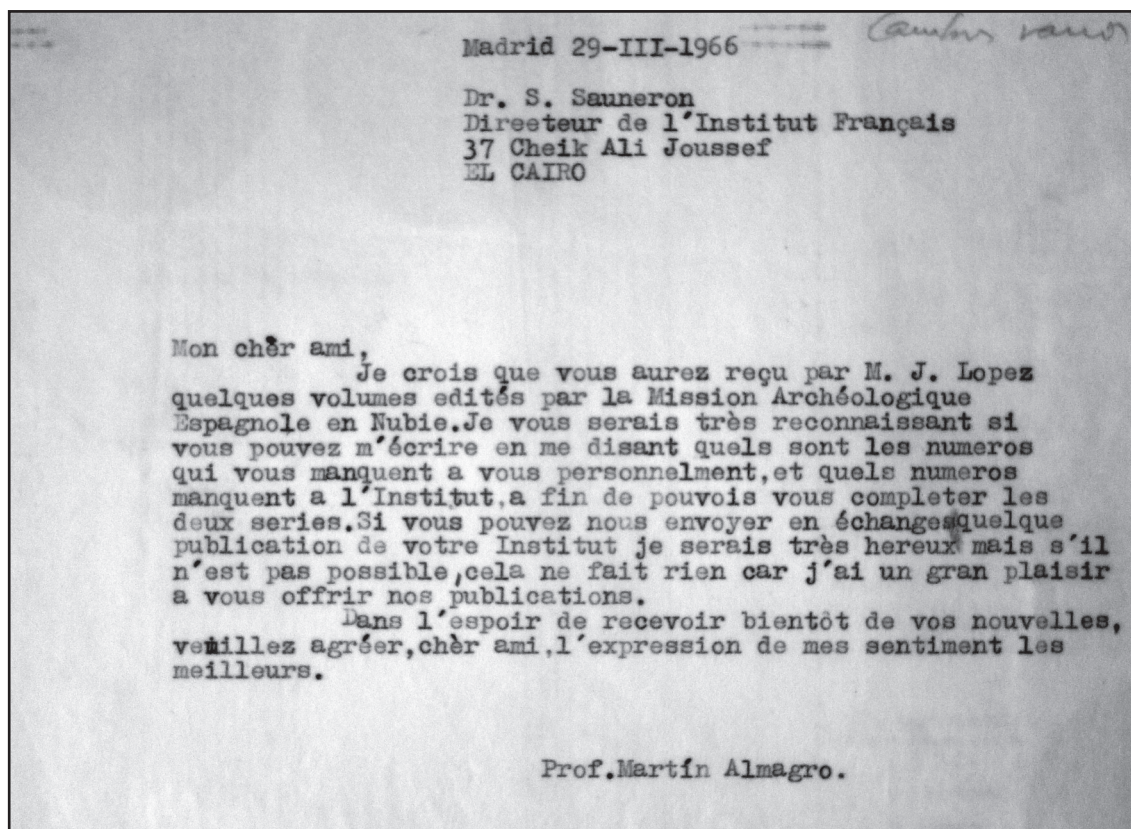 Madrid 29-III-1966
Dr. S. Sauneron
Direeteur de l'Institut Français
37 Cheik Ali Joussef
EL CAIRO
Mon chèr ami,
Je crois que vous aurez reçu par M. J. Lopez
quelques volumes edités par la Mission Archéologique
Espagnole en Nubie.Je vous serais très reconnaissant si
vous pouvez m'écrire en me disant quels sont les numeros
qui vous manquent a vous personnelment,et quels numeros
manquent a l'Institut,a fin de pouvois vous completer les
deux series.Si vous pouvez nous envoyer en échanges quelque
publication de votre Institut je serais très hereux mais s'il
n'est pas possible,cela ne fait rien car j'ai un gran plaisir
a vous offrir nos publications.
Dans l'espoir de recevoir bientôt de vos nouvelles,
veuillez agréer,chèr ami,l'expression de mes sentiment les
meilleurs.
Prof.Martín Almagro.